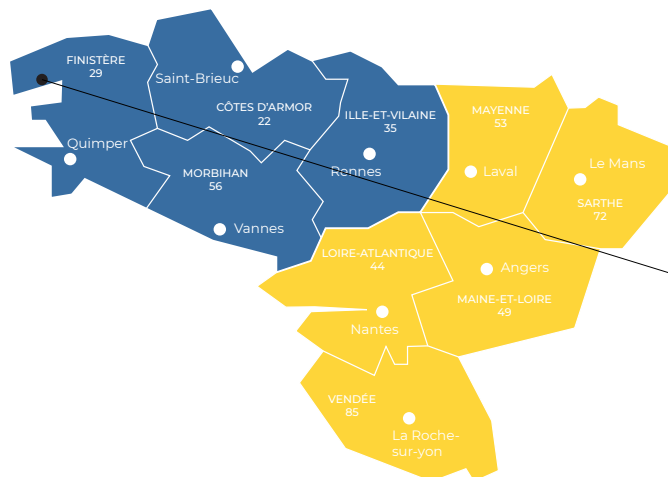 FINISTÈRE
29
Saint-Brieuc
CÔTES D'ARMOR
22
ILLE-ET-VILAINE
35
MAYENNE
53
Quimper
MORBIHAN
56
Rennes
Laval
Le Mans
SARTHE
72
Vannes
LOIRE-ATLANTIQUE
44
Angers
MAINE-ET-LOIRE
49
Nantes
VENDÉE
85
La Roche-
sur-yon